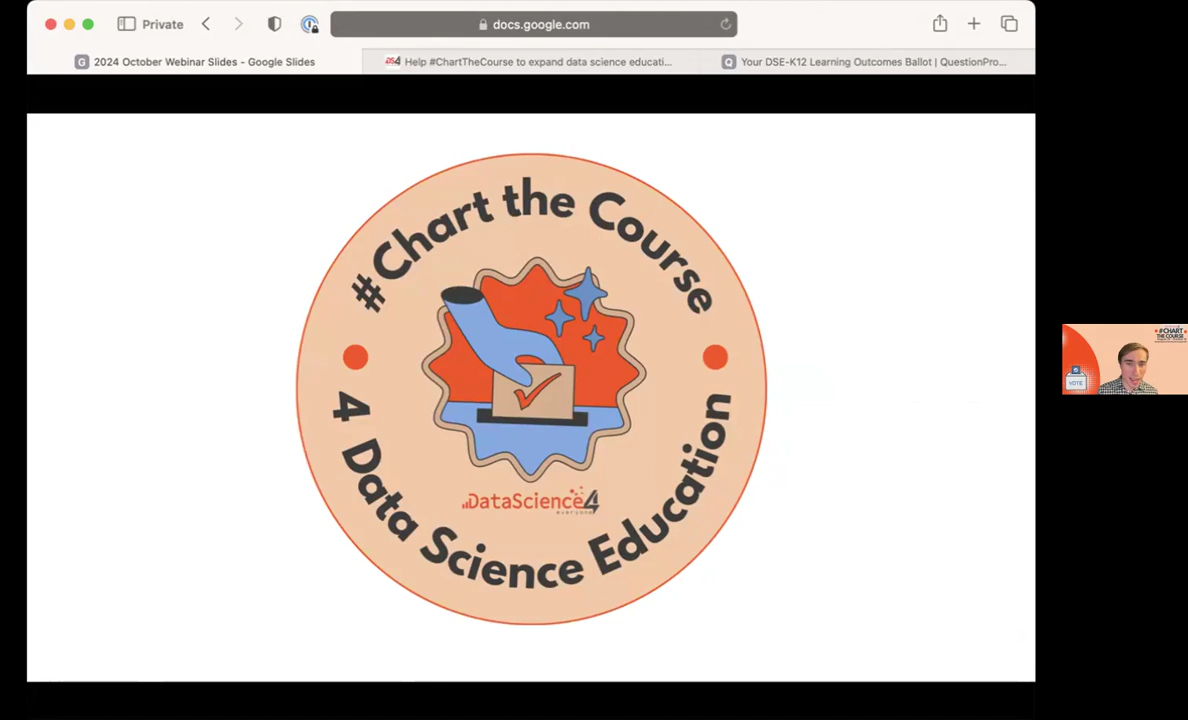 Private
docs.google.com
2024 October Webinar Slides - Google Slides
Help #ChartTheCourse to expand data science educati...
Your DSE-K12 Learning Outcomes Ballot | QuestionPro...
#Chart the Course
4 Data Science Education
DataScience4
everyone
#CHART
THE COURSE
VOTE